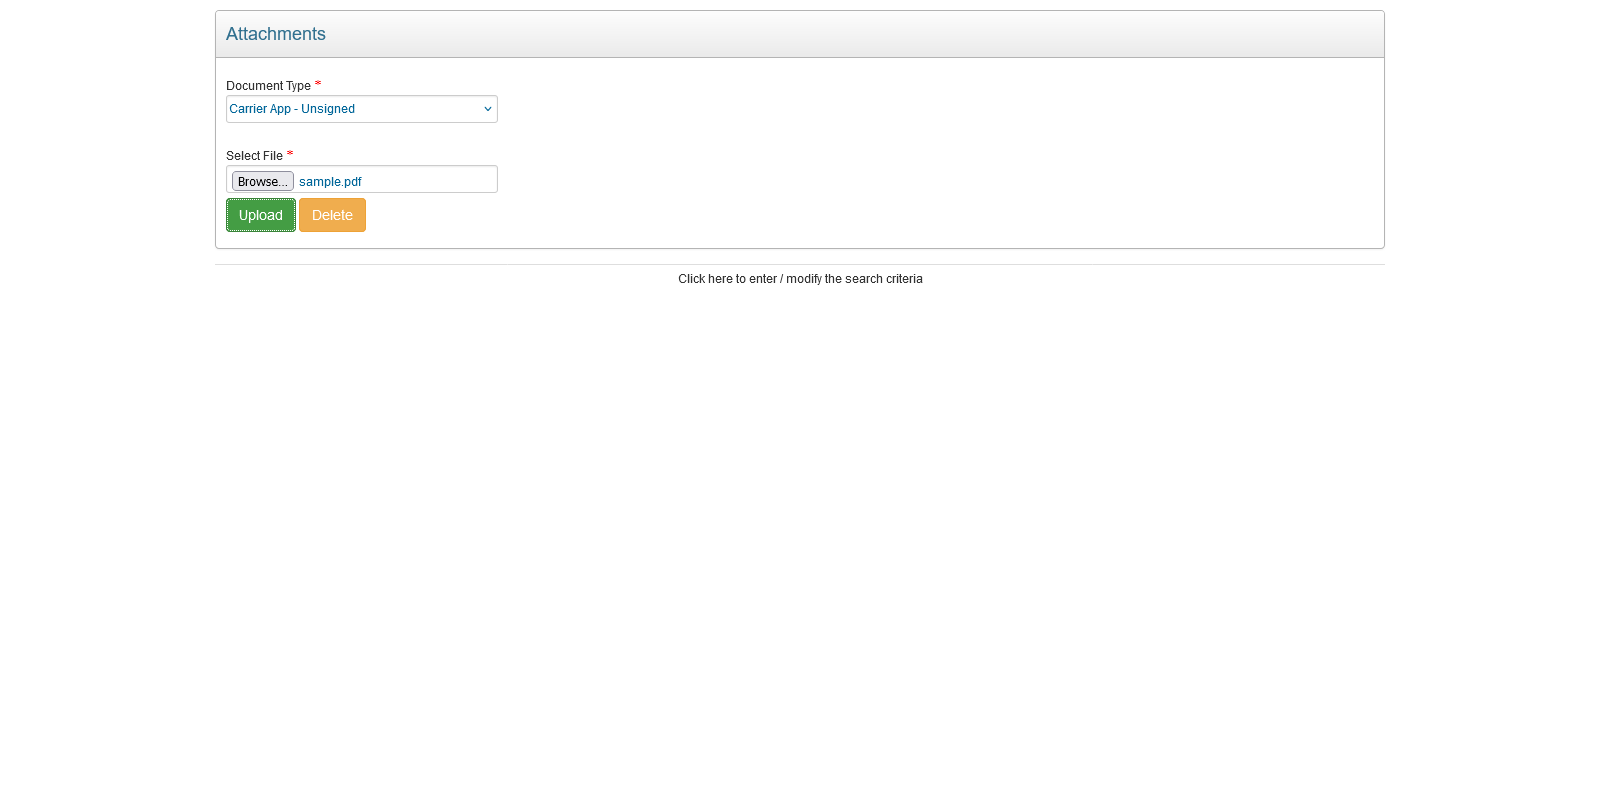 Attachments
Document Type *
Carrier App - Unsigned
Select File *
Browse... sample.pdf
Upload Delete
Click here to enter / modify the search criteria